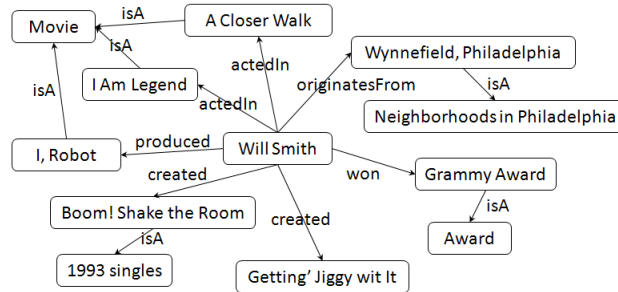 A Closer Walk
isA
Movie
isA
Wynnefield, Philadelphia
actedIn
I Am Legend
originatesFrom
isA
isA
actedIn
Neighborhoods in Philadelphia
produced
Will Smith
I, Robot
created
won
Grammy Award
Boom! Shake the Room
created
isA
isA
Award
1993 singles
Getting' Jiggy wit It